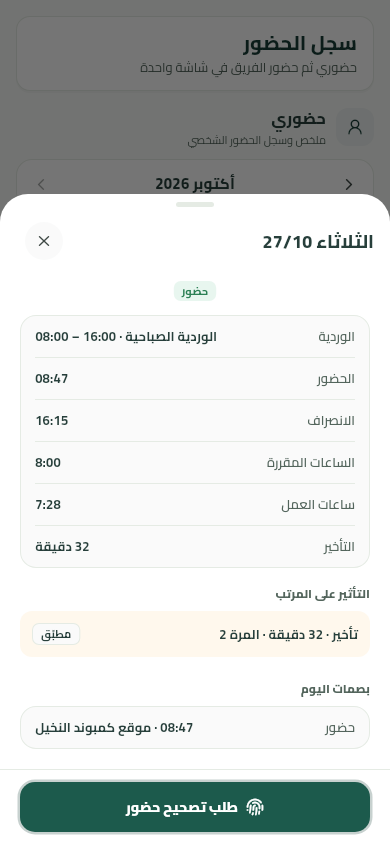 سجل الحضور
حضوري ثم حضور الفريق في شاشة واحدة
حضوري
ملخص وسجل الحضور الشخصي
أكتوبر 2026
الثلاثاء 27/10
حضور
الوردية الوردية الصباحية · 16:00 – 08:00
الحضور 08:47
الانصراف 16:15
الساعات المقررة 8:00
ساعات العمل 7:28
التأخير 32 دقيقة
التأثير على المرتب
تأخير · 32 دقيقة · المرة 2 مطبّق
بصمات اليوم
حضور 08:47 · موقع كمبوند النخيل
طلب تصحيح حضور